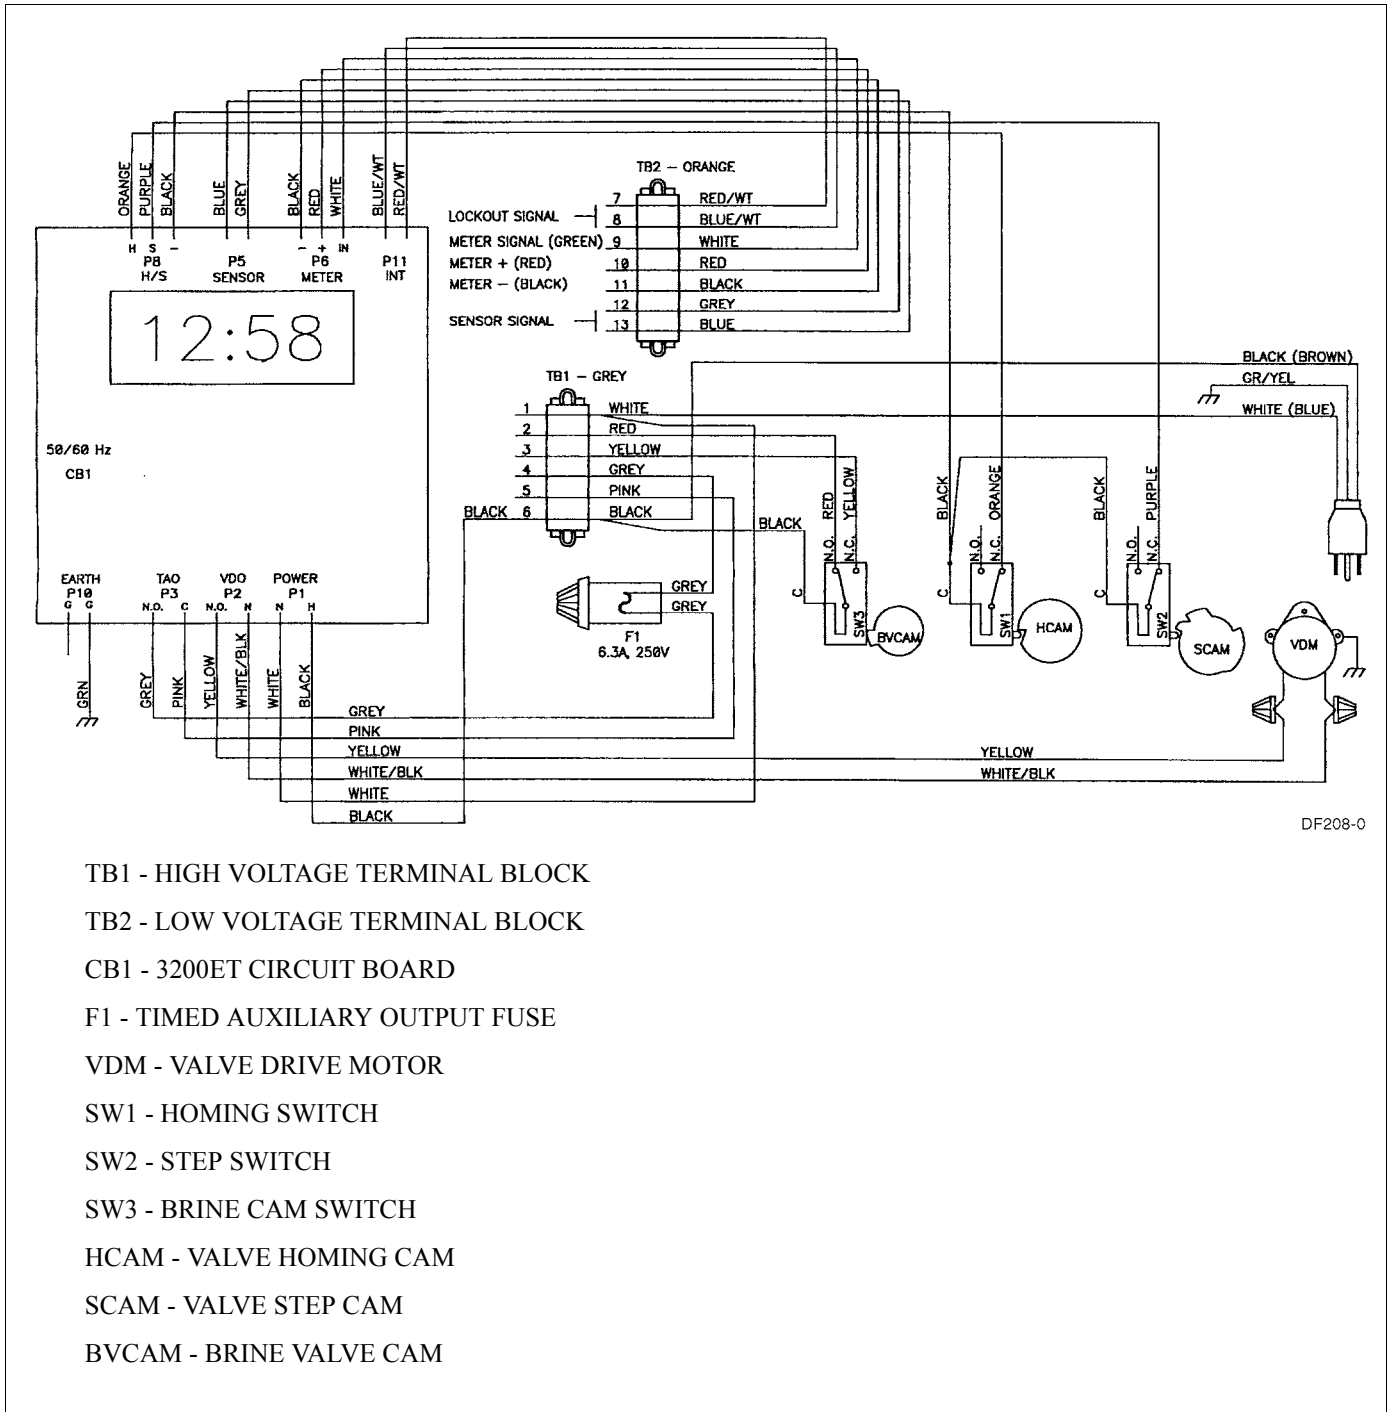 ORANGE
PURPLE
BLACK
BLUE
GREY
BLACK
RED
WHITE
BLUE/WT
RED/WT
H S - - + IN
P8 P5 P6 P11
H/S SENSOR METER INT
12:58
50/60 Hz
CB1
EARTH TAO VDO POWER
P10 P3 P2 P1
G G N.O. C N.O. N N H
GRN
GREY
PINK
YELLOW
WHITE/BLK
WHITE
BLACK
GREY
PINK
YELLOW
WHITE/BLK
WHITE
BLACK
TB2 - ORANGE
7 RED/WT
LOCKOUT SIGNAL
8 BLUE/WT
METER SIGNAL (GREEN) 9 WHITE
METER + (RED) 10 RED
METER - (BLACK) 11 BLACK
12 GREY
SENSOR SIGNAL
13 BLUE
TB1 - GREY
1 WHITE
2 RED
3 YELLOW
4 GREY
5 PINK
BLACK 6 BLACK
GREY
GREY
F1
6.3A, 250V
BLACK
RED
YELLOW
N.O.
N.C.
C
SW3
BVCAM
BLACK
ORANGE
N.O.
N.C.
C
SW1
HCAM
BLACK
PURPLE
N.O.
N.C.
C
SW2
SCAM
BLACK (BROWN)
GR/YEL
WHITE (BLUE)
VDM
YELLOW
WHITE/BLK
DF208-0
TB1 - HIGH VOLTAGE TERMINAL BLOCK
TB2 - LOW VOLTAGE TERMINAL BLOCK
CB1 - 3200ET CIRCUIT BOARD
F1 - TIMED AUXILIARY OUTPUT FUSE
VDM - VALVE DRIVE MOTOR
SW1 - HOMING SWITCH
SW2 - STEP SWITCH
SW3 - BRINE CAM SWITCH
HCAM - VALVE HOMING CAM
SCAM - VALVE STEP CAM
BVCAM - BRINE VALVE CAM